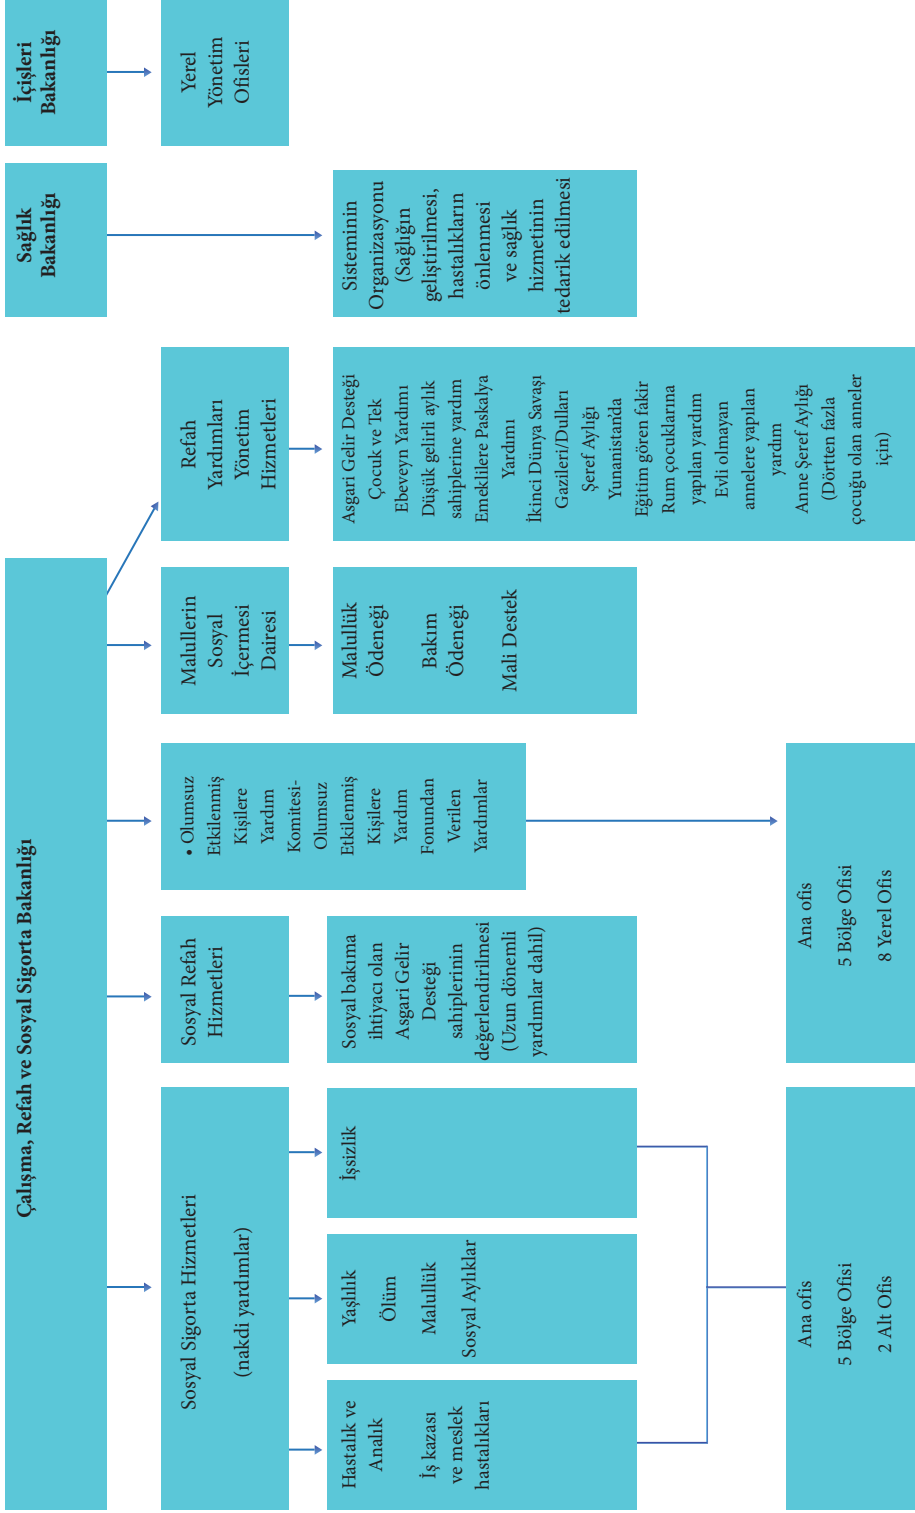 Çalışma, Refah ve Sosyal Sigorta Bakanlığı
Sağlık
Bakanlığı
İçişleri
Bakanlığı
Sosyal Sigorta Hizmetleri
(nakdi yardımlar)
Sosyal Refah
Hizmetleri
• Olumsuz
Etkilenmiş
Kişilere
Yardım
Komitesi-
Olumsuz
Etkilenmiş
Kişilere
Yardım
Fonundan
Verilen
Yardımlar
Malullerin
Sosyal
İçermesi
Dairesi
Refah
Yardımları
Yönetim
Hizmetleri
Yerel
Yönetim
Ofisleri
Hastalık ve
Analık
İş kazası
ve meslek
hastalıkları
Yaşlılık
Ölüm
Malullük
Sosyal Aylıklar
İşsizlik
Sosyal bakıma
ihtiyacı olan
Asgari Gelir
Desteği
sahiplerinin
değerlendirilmesi
(Uzun dönemli
yardımlar dahil)
Malullük
Ödeneği
Bakım
Ödeneği
Mali Destek
Asgari Gelir Desteği
Çocuk ve Tek
Ebeveyn Yardımı
Düşük gelirli aylık
sahiplerine yardım
Emeklilere Paskalya
Yardımı
İkinci Dünya Savaşı
Gazileri/Dulları
Şeref Aylığı
Yunanistan'da
Eğitim gören fakir
Rum çocuklarına
yapılan yardım
Evli olmayan
annelere yapılan
yardım
Anne Şeref Aylığı
(Dörtten fazla
çocuğu olan anneler
için)
Sisteminin
Organizasyonu
(Sağlığın
geliştirilmesi,
hastalıkların
önlenmesi
ve sağlık
hizmetinin
tedarik edilmesi
Ana ofis
5 Bölge Ofisi
2 Alt Ofis
Ana ofis
5 Bölge Ofisi
8 Yerel Ofis